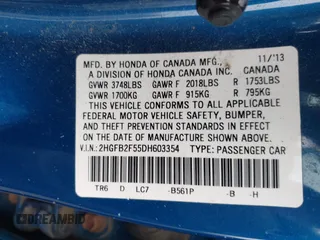 MFD. BY HONDA OF CANADA MFG., 11/'13
A DIVISION OF HONDA CANADA INC. CANADA
GVWR 3748LBS GAWR F 2018LBS R 1753LBS
GVWR 1700KG GAWR F 915KG R 795KG
THIS VEHICLE CONFORMS TO ALL APPLICABLE
FEDERAL MOTOR VEHICLE SAFETY, BUMPER,
AND THEFT PREVENTION STANDARDS IN EFFECT
ON THE DATE OF MANUFACTURE SHOWN ABOVE.
V.I.N: 2HGFB2F55DH603354 TYPE: PASSENGER CAR
TR6 D LC7 -B561P -B -H
DREAMBID